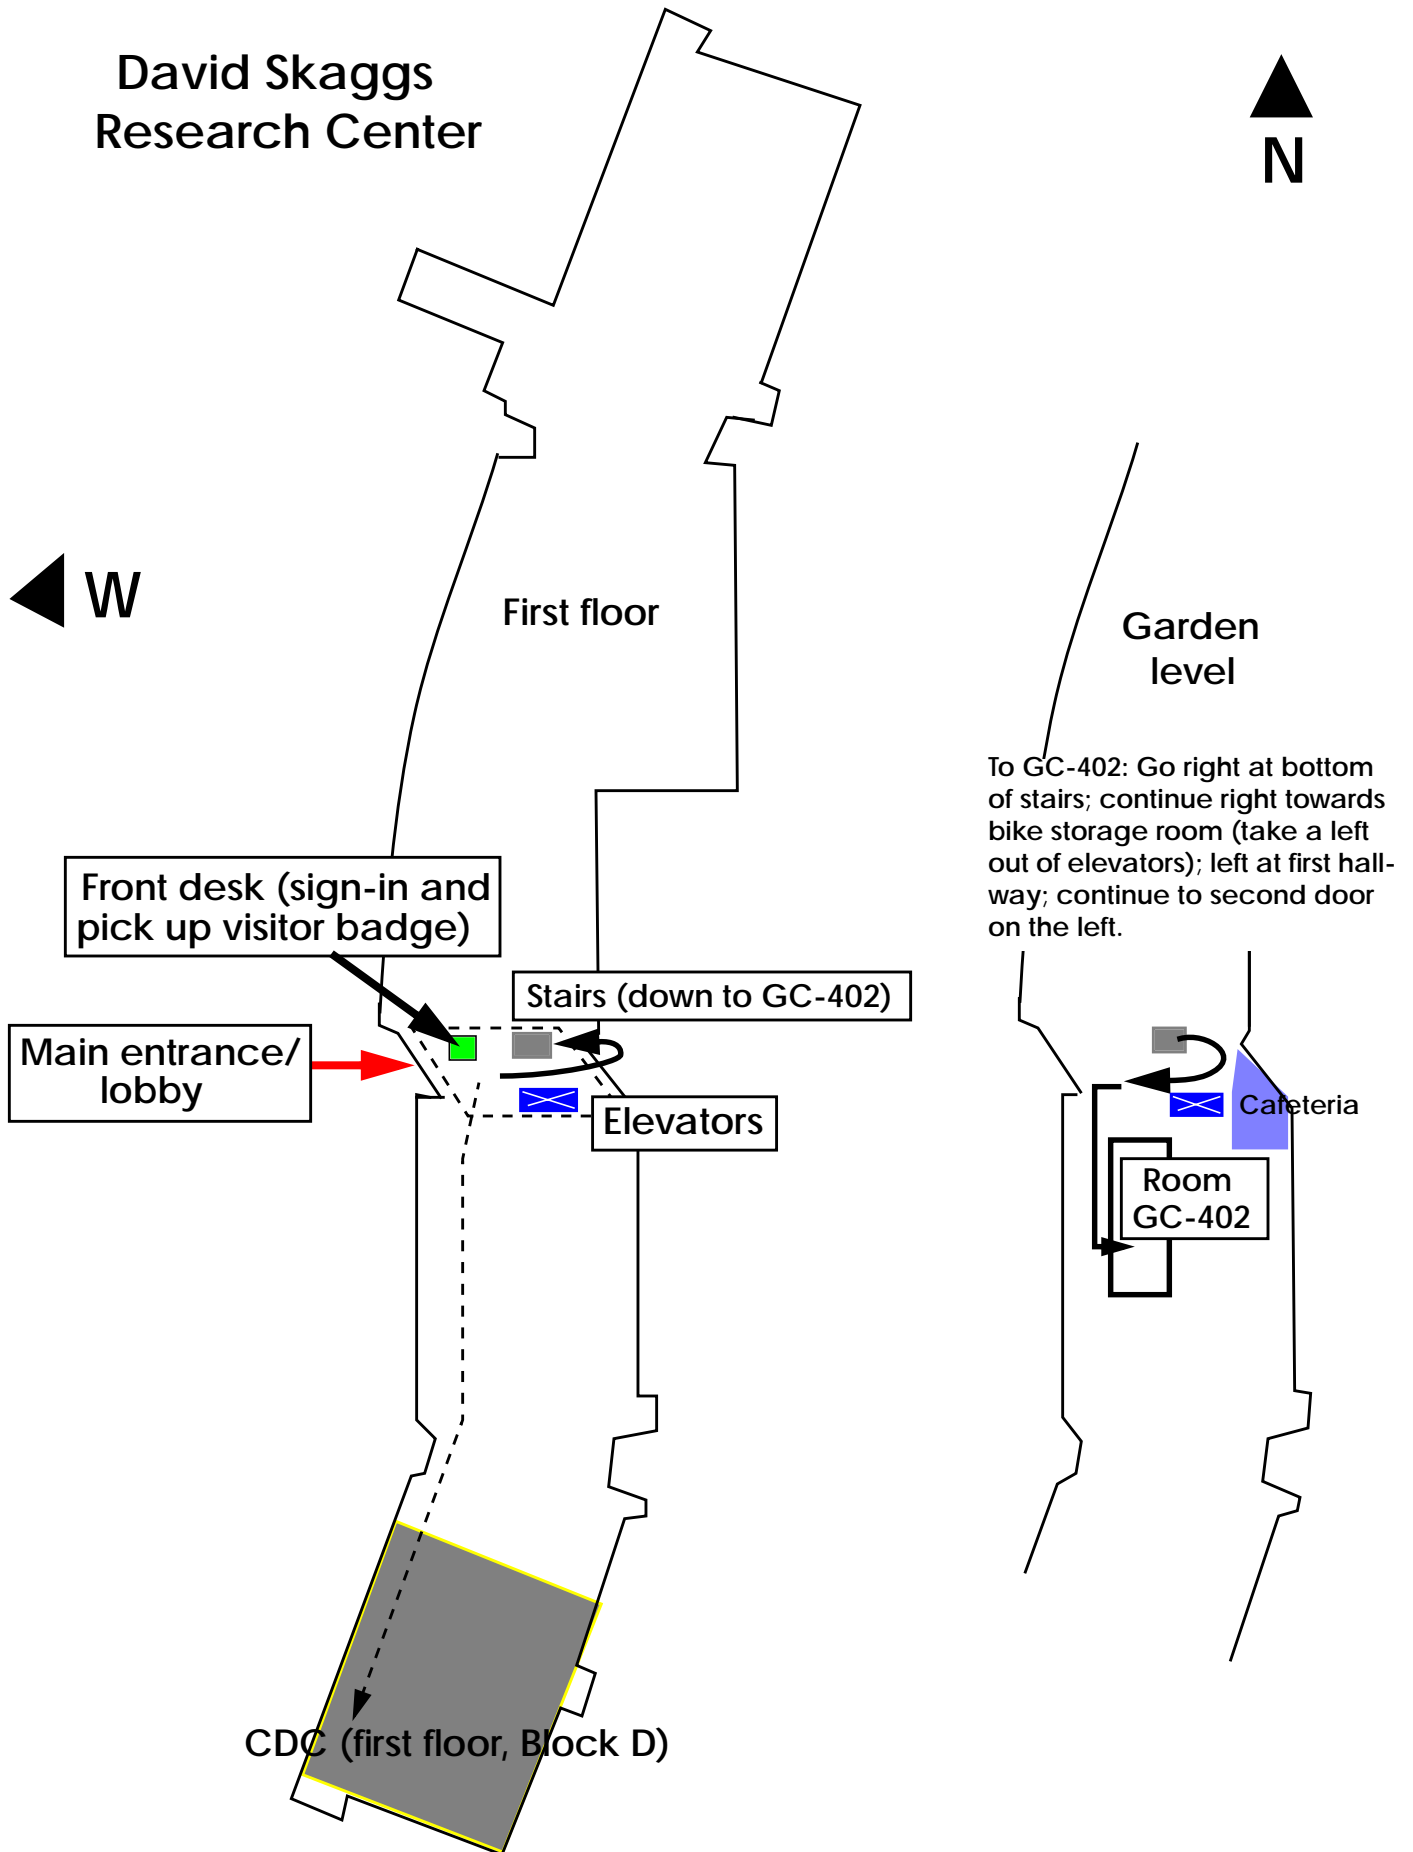 David Skaggs
Research Center
N
W
First floor
Garden
level
To GC-402: Go right at bottom
of stairs; continue right towards
bike storage room (take a left
out of elevators); left at first hall-
way; continue to second door
on the left.
Front desk (sign-in and
pick up visitor badge)
Stairs (down to GC-402)
Main entrance/
lobby
Elevators
Cafeteria
Room
GC-402
CDC (first floor, Block D)